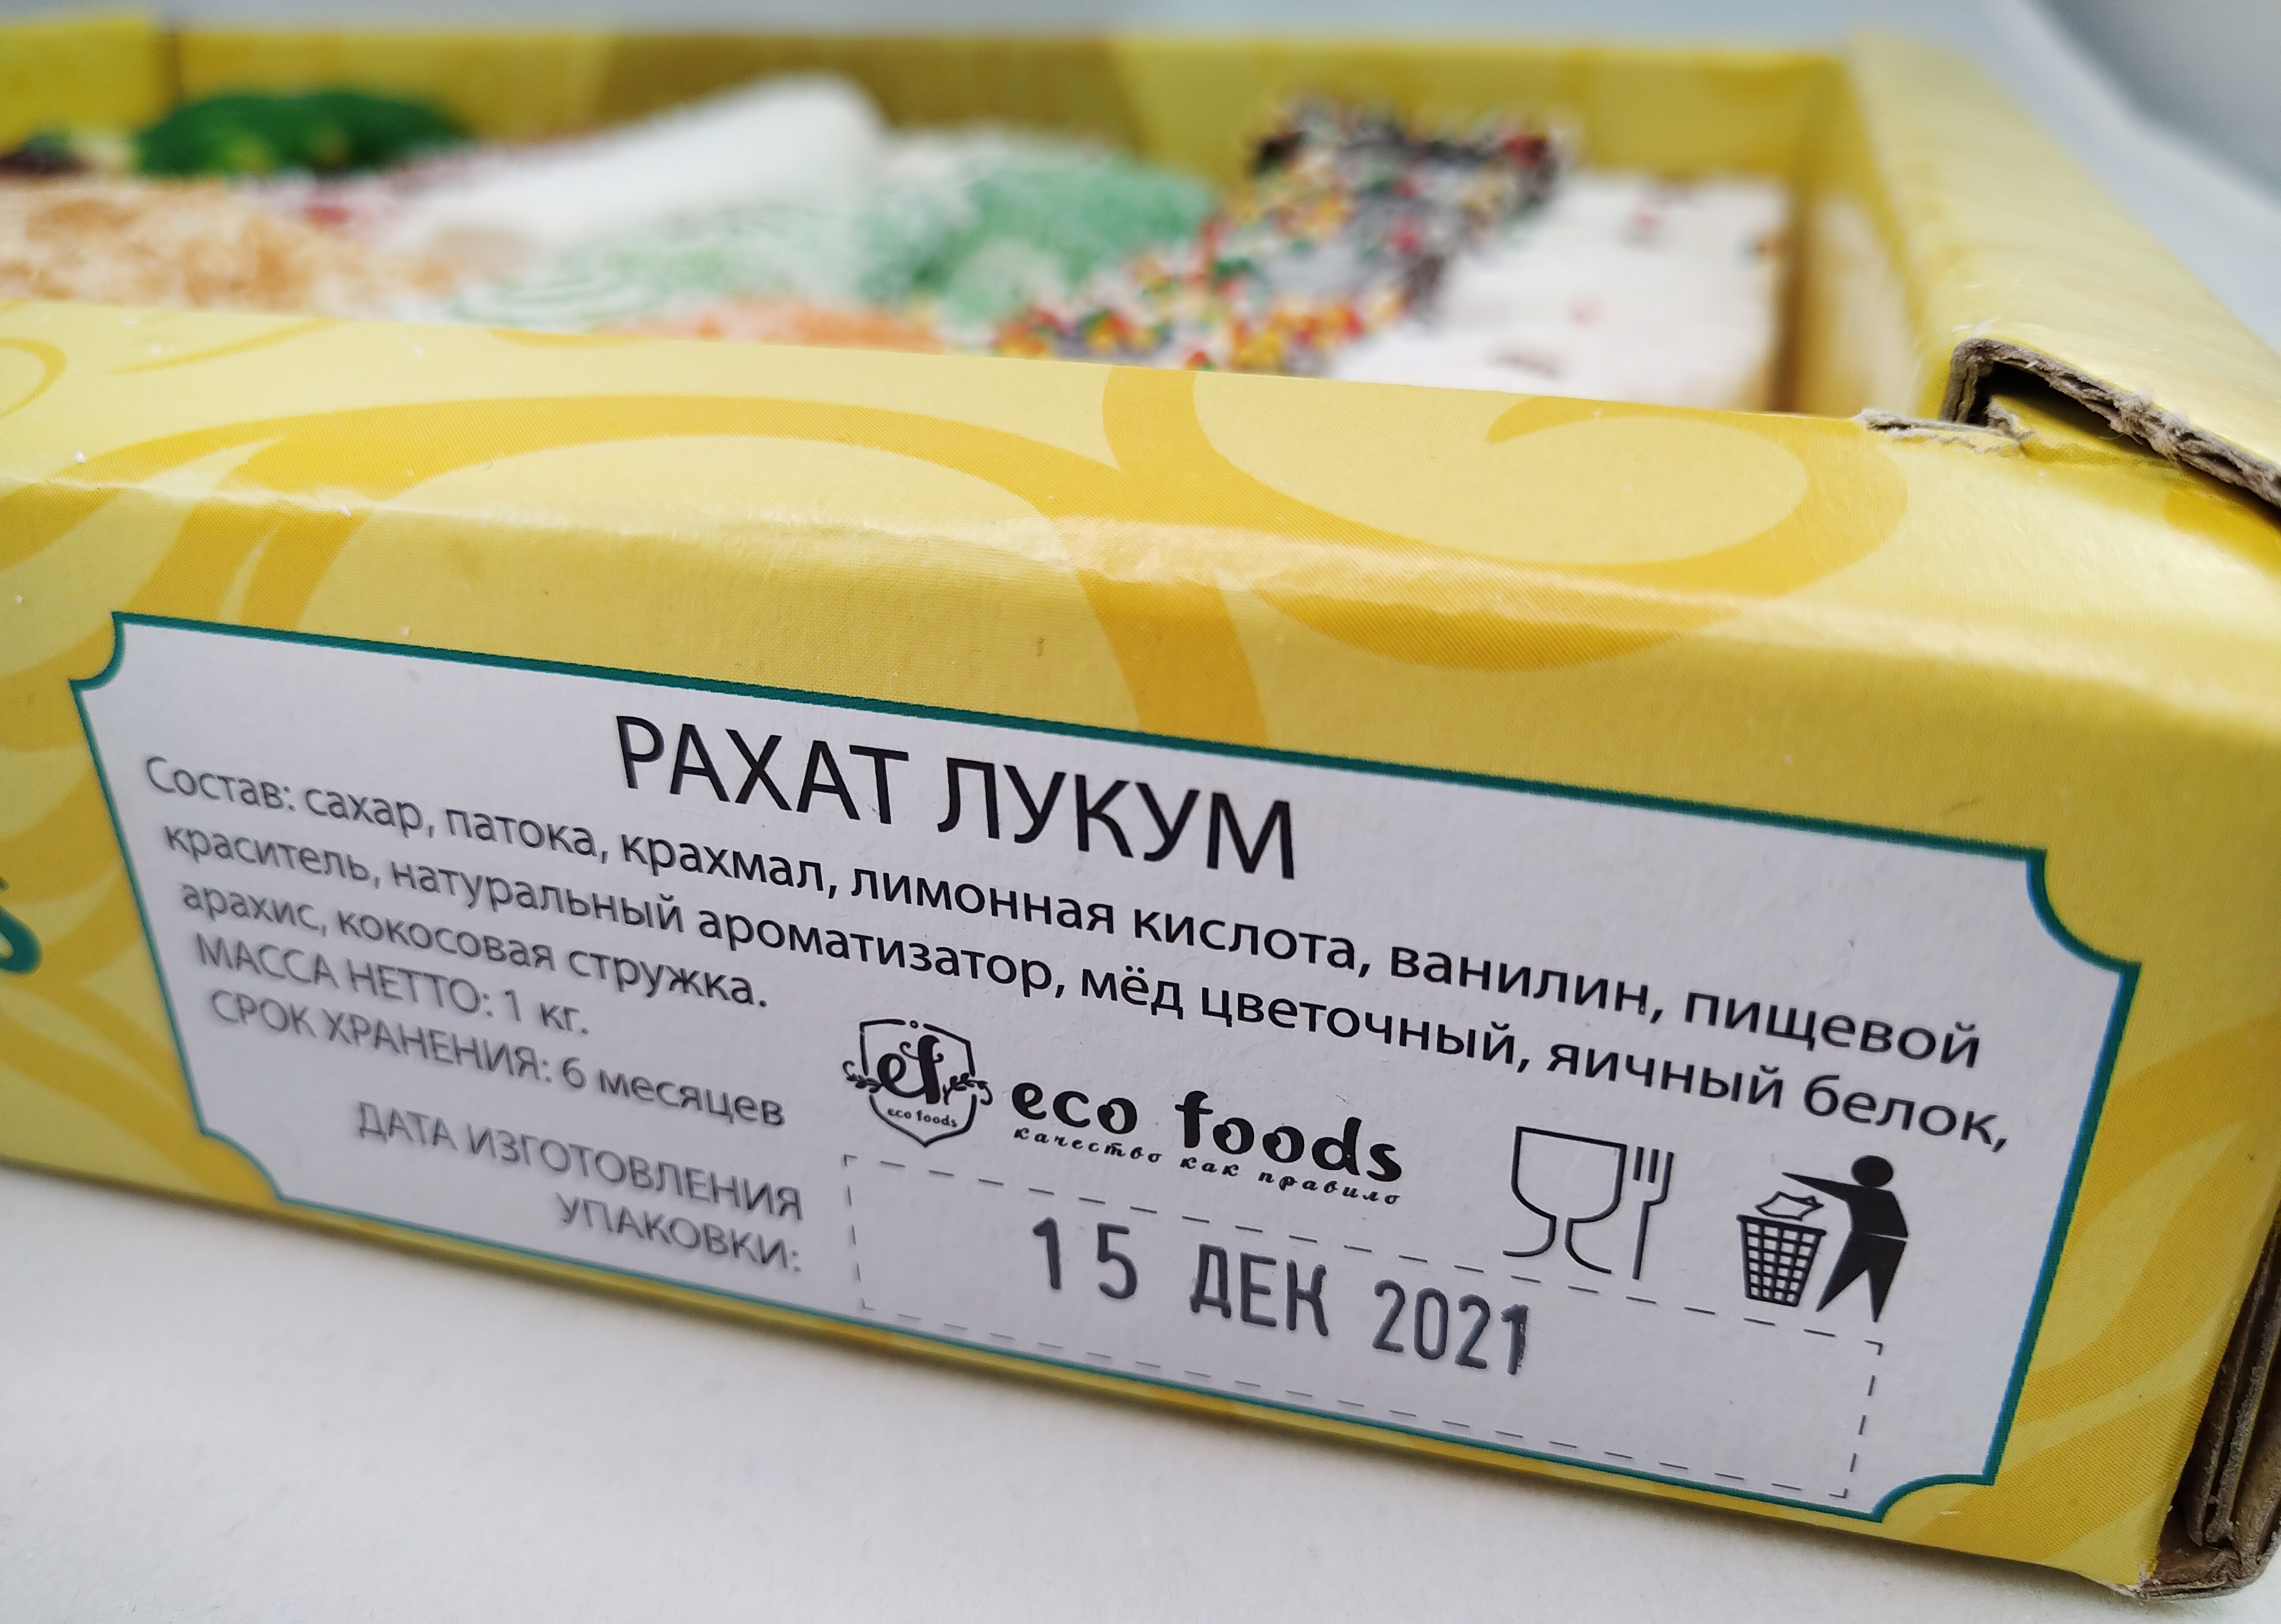 РАХАТ ЛУКУМ
Состав: сахар, патока, крахмал, лимонная кислота, ванилин, пищевой
краситель, натуральный ароматизатор, мёд цветочный, яичный белок,
арахис, кокосовая стружка.
МАССА НЕТТО: 1 кг.
СРОК ХРАНЕНИЯ: 6 месяцев
ef
eco foods
eco foods
качество как правило
ДАТА ИЗГОТОВЛЕНИЯ
УПАКОВКИ:
15 ДЕК 2021